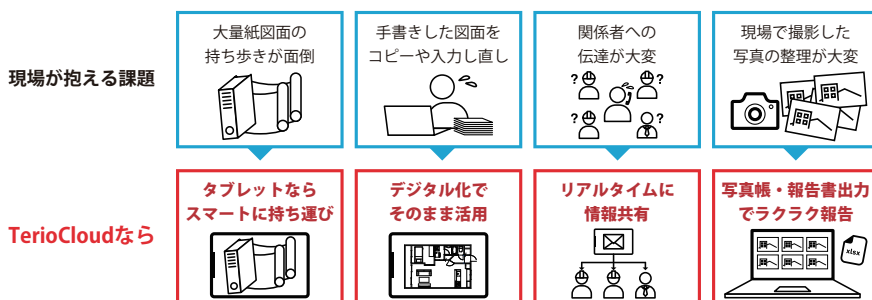 現場が抱える課題
大量紙図面の
持ち歩きが面倒
手書きした図面を
コピーや入力し直し
関係者への
伝達が大変
? ?
? ?
現場で撮影した
写真の整理が大変
TerioCloudなら
タブレットなら
スマートに持ち運び
デジタル化で
そのまま活用
リアルタイムに
情報共有
写真帳・報告書出力
でラクラク報告
xlsx